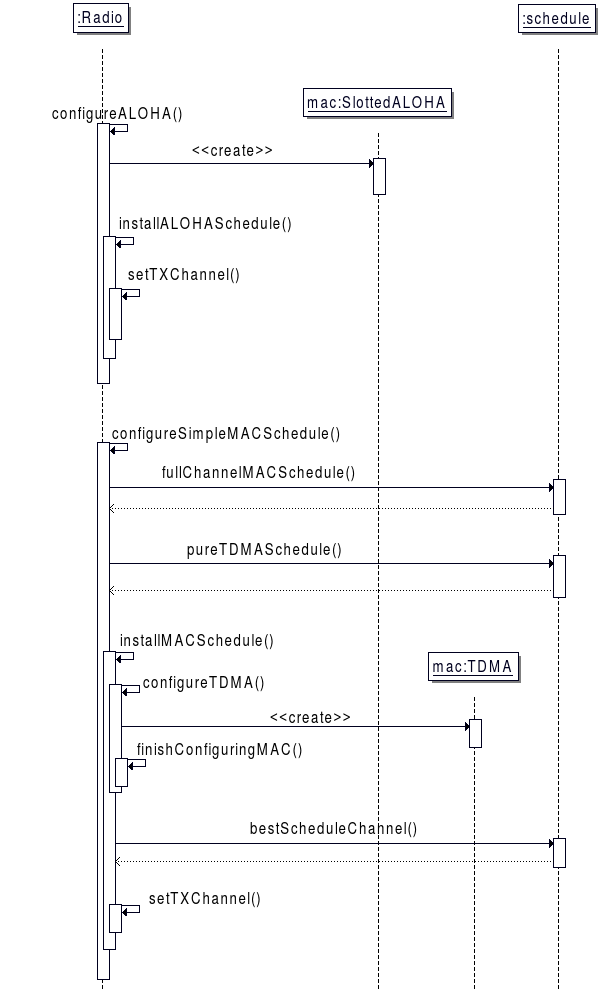 :Radio
:schedule
mac:SlottedALOHA
configureALOHA()
<<create>>
installALOHASchedule()
setTXChannel()
configureSimpleMACSchedule()
fullChannelMACSchedule()
pureTDMASchedule()
installMACSchedule()
mac:TDMA
configureTDMA()
<<create>>
finishConfiguringMAC()
bestScheduleChannel()
setTXChannel()